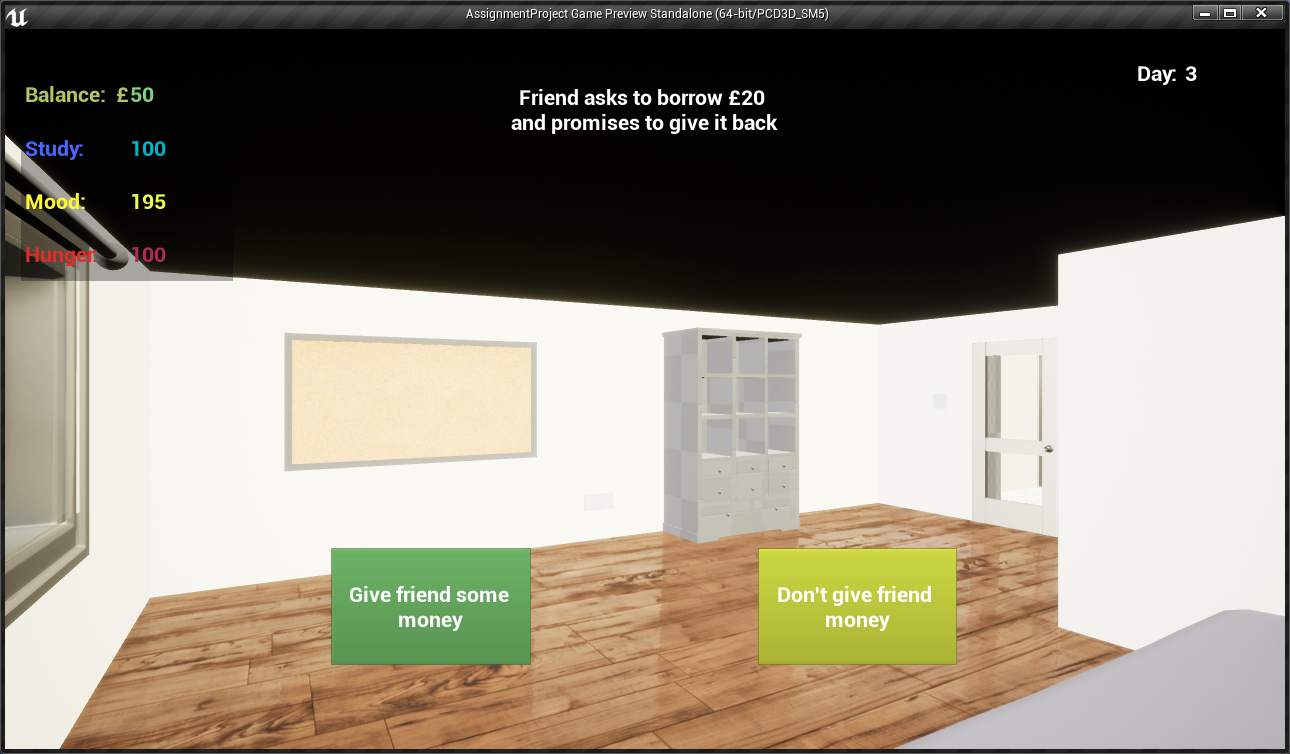 AssignmentProject Game Preview Standalone (64-bit/PCD3D_SM5)
Day: 3
Balance: £50
Friend asks to borrow £20
and promises to give it back
Study: 100
Mood: 195
Hunger: 100
Give friend some
money
Don't give friend
money